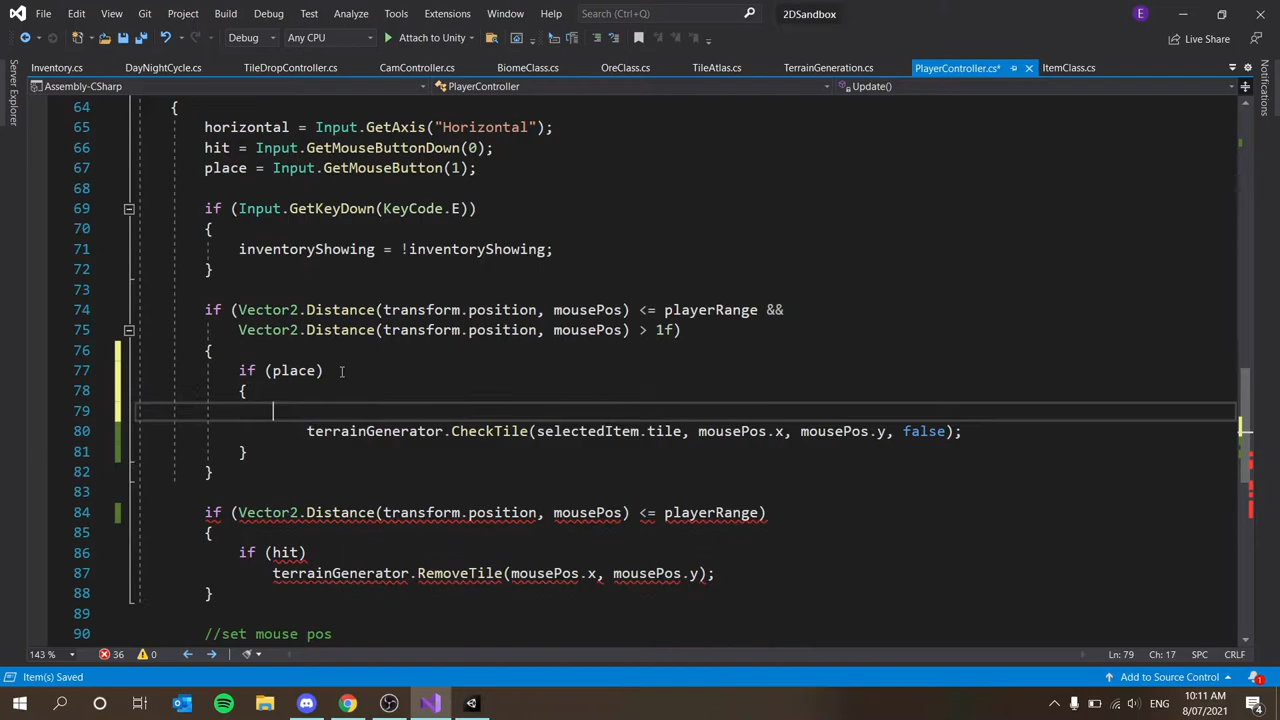 File Edit View Git Project Build Debug Test Analyze Tools Extensions Window Help Search (Ctrl+Q) 2DSandbox E
Debug Any CPU Attach to Unity Live Share
Inventory.cs DayNightCycle.cs TileDropController.cs CamController.cs BiomeClass.cs OreClass.cs TileAtlas.cs TerrainGeneration.cs PlayerController.cs* ItemClass.cs
Assembly-CSharp PlayerController Update()
Server Explorer
Notifications
64 {
65 horizontal = Input.GetAxis("Horizontal");
66 hit = Input.GetMouseButtonDown(0);
67 place = Input.GetMouseButton(1);
68
69 if (Input.GetKeyDown(KeyCode.E))
70 {
71 inventoryShowing = !inventoryShowing;
72 }
73
74 if (Vector2.Distance(transform.position, mousePos) <= playerRange &&
75 Vector2.Distance(transform.position, mousePos) > 1f)
76 {
77 if (place)
78 {
79
80 terrainGenerator.CheckTile(selectedItem.tile, mousePos.x, mousePos.y, false);
81 }
82 }
83
84 if (Vector2.Distance(transform.position, mousePos) <= playerRange)
85 {
86 if (hit)
87 terrainGenerator.RemoveTile(mousePos.x, mousePos.y);
88 }
89
90 //set mouse pos
143 % 36 0 Ln: 79 Ch: 17 SPC CRLF
Item(s) Saved Add to Source Control 1
ENG 10:11 AM 8/07/2021 4